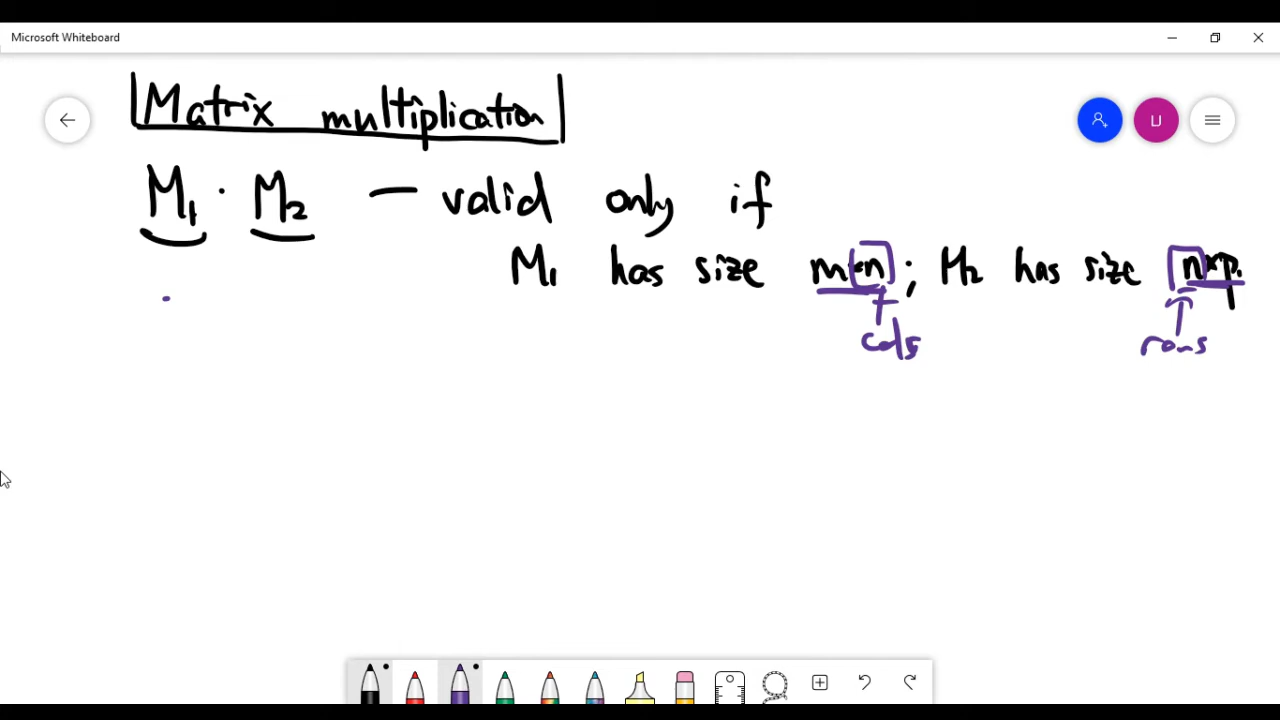 Microsoft Whiteboard
Matrix multiplication
M₁ · M₂ – valid only if
M₁ has size m×n ; M₂ has size n×p.
cols rows
U